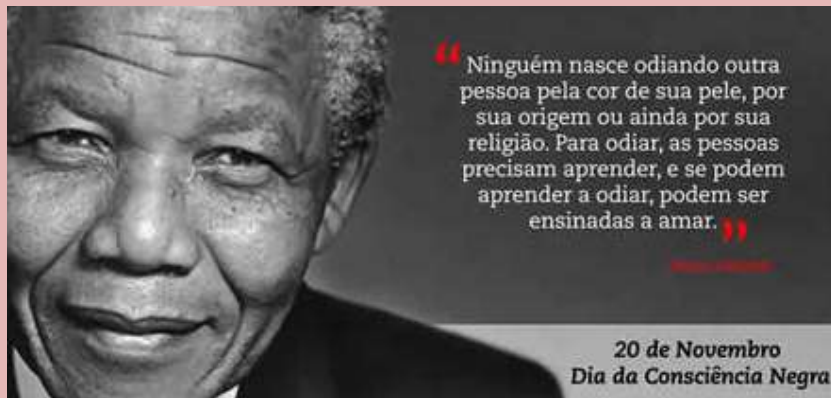 “ Ninguém nasce odiando outra
pessoa pela cor de sua pele, por
sua origem ou ainda por sua
religião. Para odiar, as pessoas
precisam aprender, e se podem
aprender a odiar, podem ser
ensinadas a amar. ”
20 de Novembro
Dia da Consciência Negra